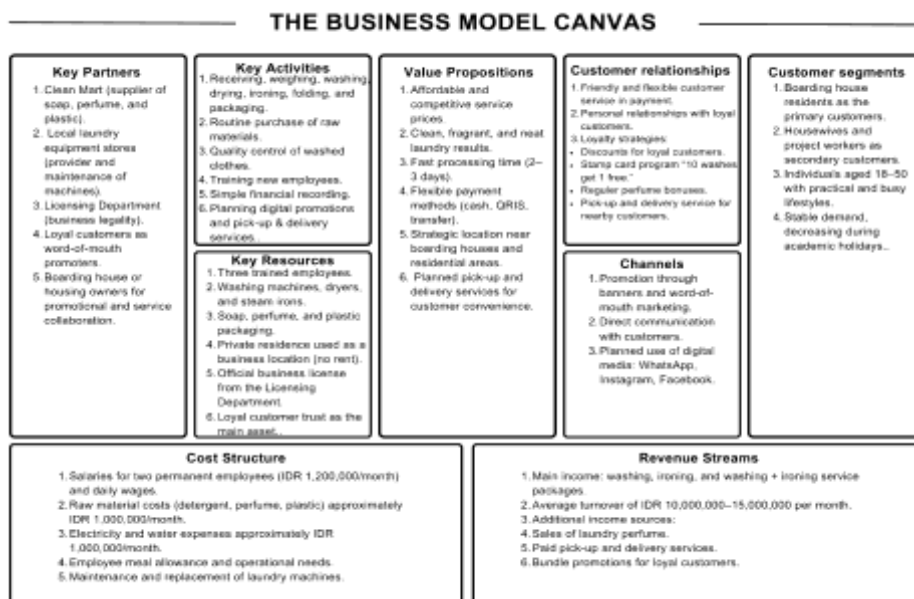 THE BUSINESS MODEL CANVAS
Key Partners
1. Clean Mart (supplier of
soap, perfume, and
plastic).
2. Local laundry
equipment stores
(provider and
maintenance of
machines).
3. Licensing Department
(business legality).
4. Loyal customers as
word-of-mouth
promoters.
5. Boarding house or
housing owners for
promotional and service
collaboration.
Key Activities
1. Receiving, weighing, washing,
drying, ironing, folding, and
packaging.
2. Routine purchase of raw
materials.
3. Quality control of washed
clothes.
4. Training new employees.
5. Simple financial recording.
6. Planning digital promotions
and pick-up & delivery
services..
Key Resources
1. Three trained employees.
2. Washing machines, dryers,
and steam irons.
3. Soap, perfume, and plastic
packaging.
4. Private residence used as a
business location (no rent).
5. Official business license
from the Licensing
Department.
6. Loyal customer trust as the
main asset..
Value Propositions
1. Affordable and
competitive service
prices.
2. Clean, fragrant, and neat
laundry results.
3. Fast processing time (2–
3 days).
4. Flexible payment
methods (cash, QRIS,
transfer).
5. Strategic location near
boarding houses and
residential areas.
6. Planned pick-up and
delivery services for
customer convenience.
Customer relationships
1. Friendly and flexible customer
service in payment.
2. Personal relationships with loyal
customers.
3. Loyalty strategies:
• Discounts for loyal customers.
• Stamp card program "10 washes
get 1 free."
• Reguler perfume bonuses.
• Pick-up and delivery service for
nearby customers.
Channels
1. Promotion through
banners and word-of-
mouth marketing.
2. Direct communication
with customers.
3. Planned use of digital
media: WhatsApp,
Instagram, Facebook.
Customer segments
1. Boarding house
residents as the
primary customers.
2. Housewives and
project workers as
secondary customers.
3. Individuals aged 18–50
with practical and busy
lifestyles.
4. Stable demand,
decreasing during
academic holidays..
Cost Structure
1. Salaries for two permanent employees (IDR 1,200,000/month)
and daily wages.
2. Raw material costs (detergent, perfume, plastic) approximately
IDR 1,000,000/month.
3. Electricity and water expenses approximately IDR
1,000,000/month.
4. Employee meal allowance and operational needs.
5. Maintenance and replacement of laundry machines.
Revenue Streams
1. Main income: washing, ironing, and washing + ironing service
packages.
2. Average turnover of IDR 10,000,000–15,000,000 per month.
3. Additional income sources:
4. Sales of laundry perfume.
5. Paid pick-up and delivery services.
6. Bundle promotions for loyal customers.